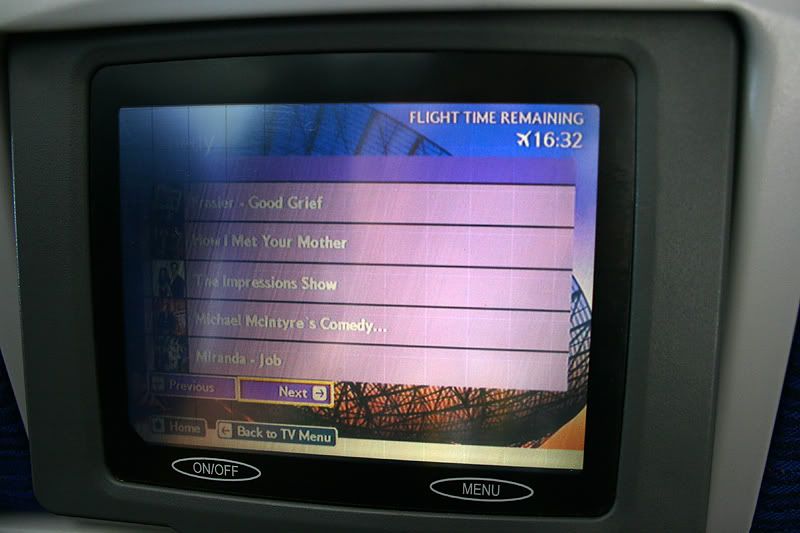 FLIGHT TIME REMAINING
16:32
Frasier - Good Grief
How I Met Your Mother
The Impressions Show
Michael McIntyre`s Comedy...
Miranda - Job
Previous
Next
Home
Back to TV Menu
ON/OFF
MENU